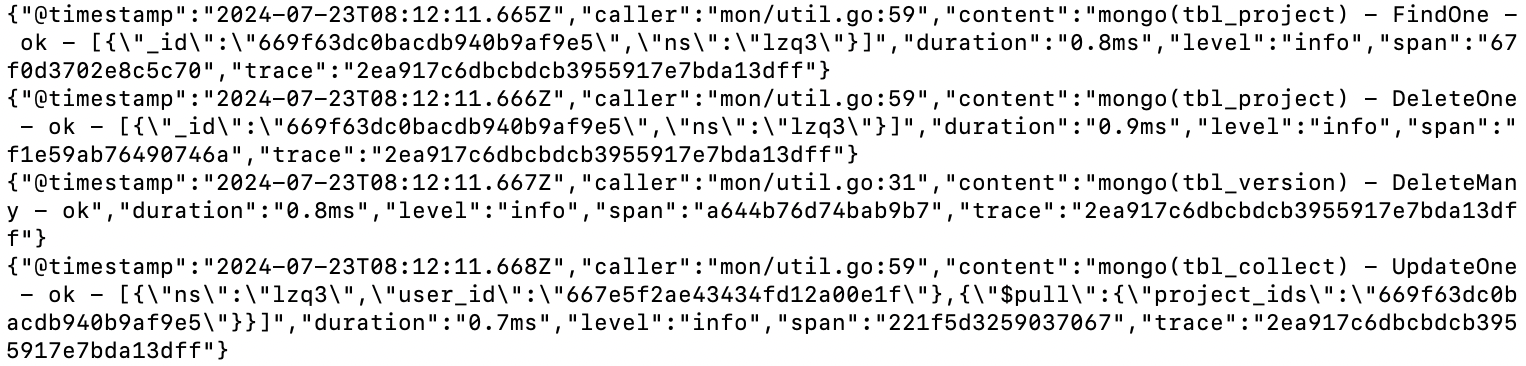 {"@timestamp":"2024-07-23T08:12:11.665Z","caller":"mon/util.go:59","content":"mongo(tbl_project) - FindOne -
 ok - [{\"_id\":\"669f63dc0bacdb940b9af9e5\",\"ns\":\"lzq3\"}]","duration":"0.8ms","level":"info","span":"67
f0d3702e8c5c70","trace":"2ea917c6dbcbdcb3955917e7bda13dff"}
{"@timestamp":"2024-07-23T08:12:11.666Z","caller":"mon/util.go:59","content":"mongo(tbl_project) - DeleteOne
 - ok - [{\"_id\":\"669f63dc0bacdb940b9af9e5\",\"ns\":\"lzq3\"}]","duration":"0.9ms","level":"info","span":"
f1e59ab76490746a","trace":"2ea917c6dbcbdcb3955917e7bda13dff"}
{"@timestamp":"2024-07-23T08:12:11.667Z","caller":"mon/util.go:31","content":"mongo(tbl_version) - DeleteMan
y - ok","duration":"0.8ms","level":"info","span":"a644b76d74bab9b7","trace":"2ea917c6dbcbdcb3955917e7bda13df
f"}
{"@timestamp":"2024-07-23T08:12:11.668Z","caller":"mon/util.go:59","content":"mongo(tbl_collect) - UpdateOne
 - ok - [{\"ns\":\"lzq3\",\"user_id\":\"667e5f2ae43434fd12a00e1f\"},{\"$pull\":{\"project_ids\":\"669f63dc0b
acdb940b9af9e5\"}}]","duration":"0.7ms","level":"info","span":"221f5d3259037067","trace":"2ea917c6dbcbdcb395
5917e7bda13dff"}